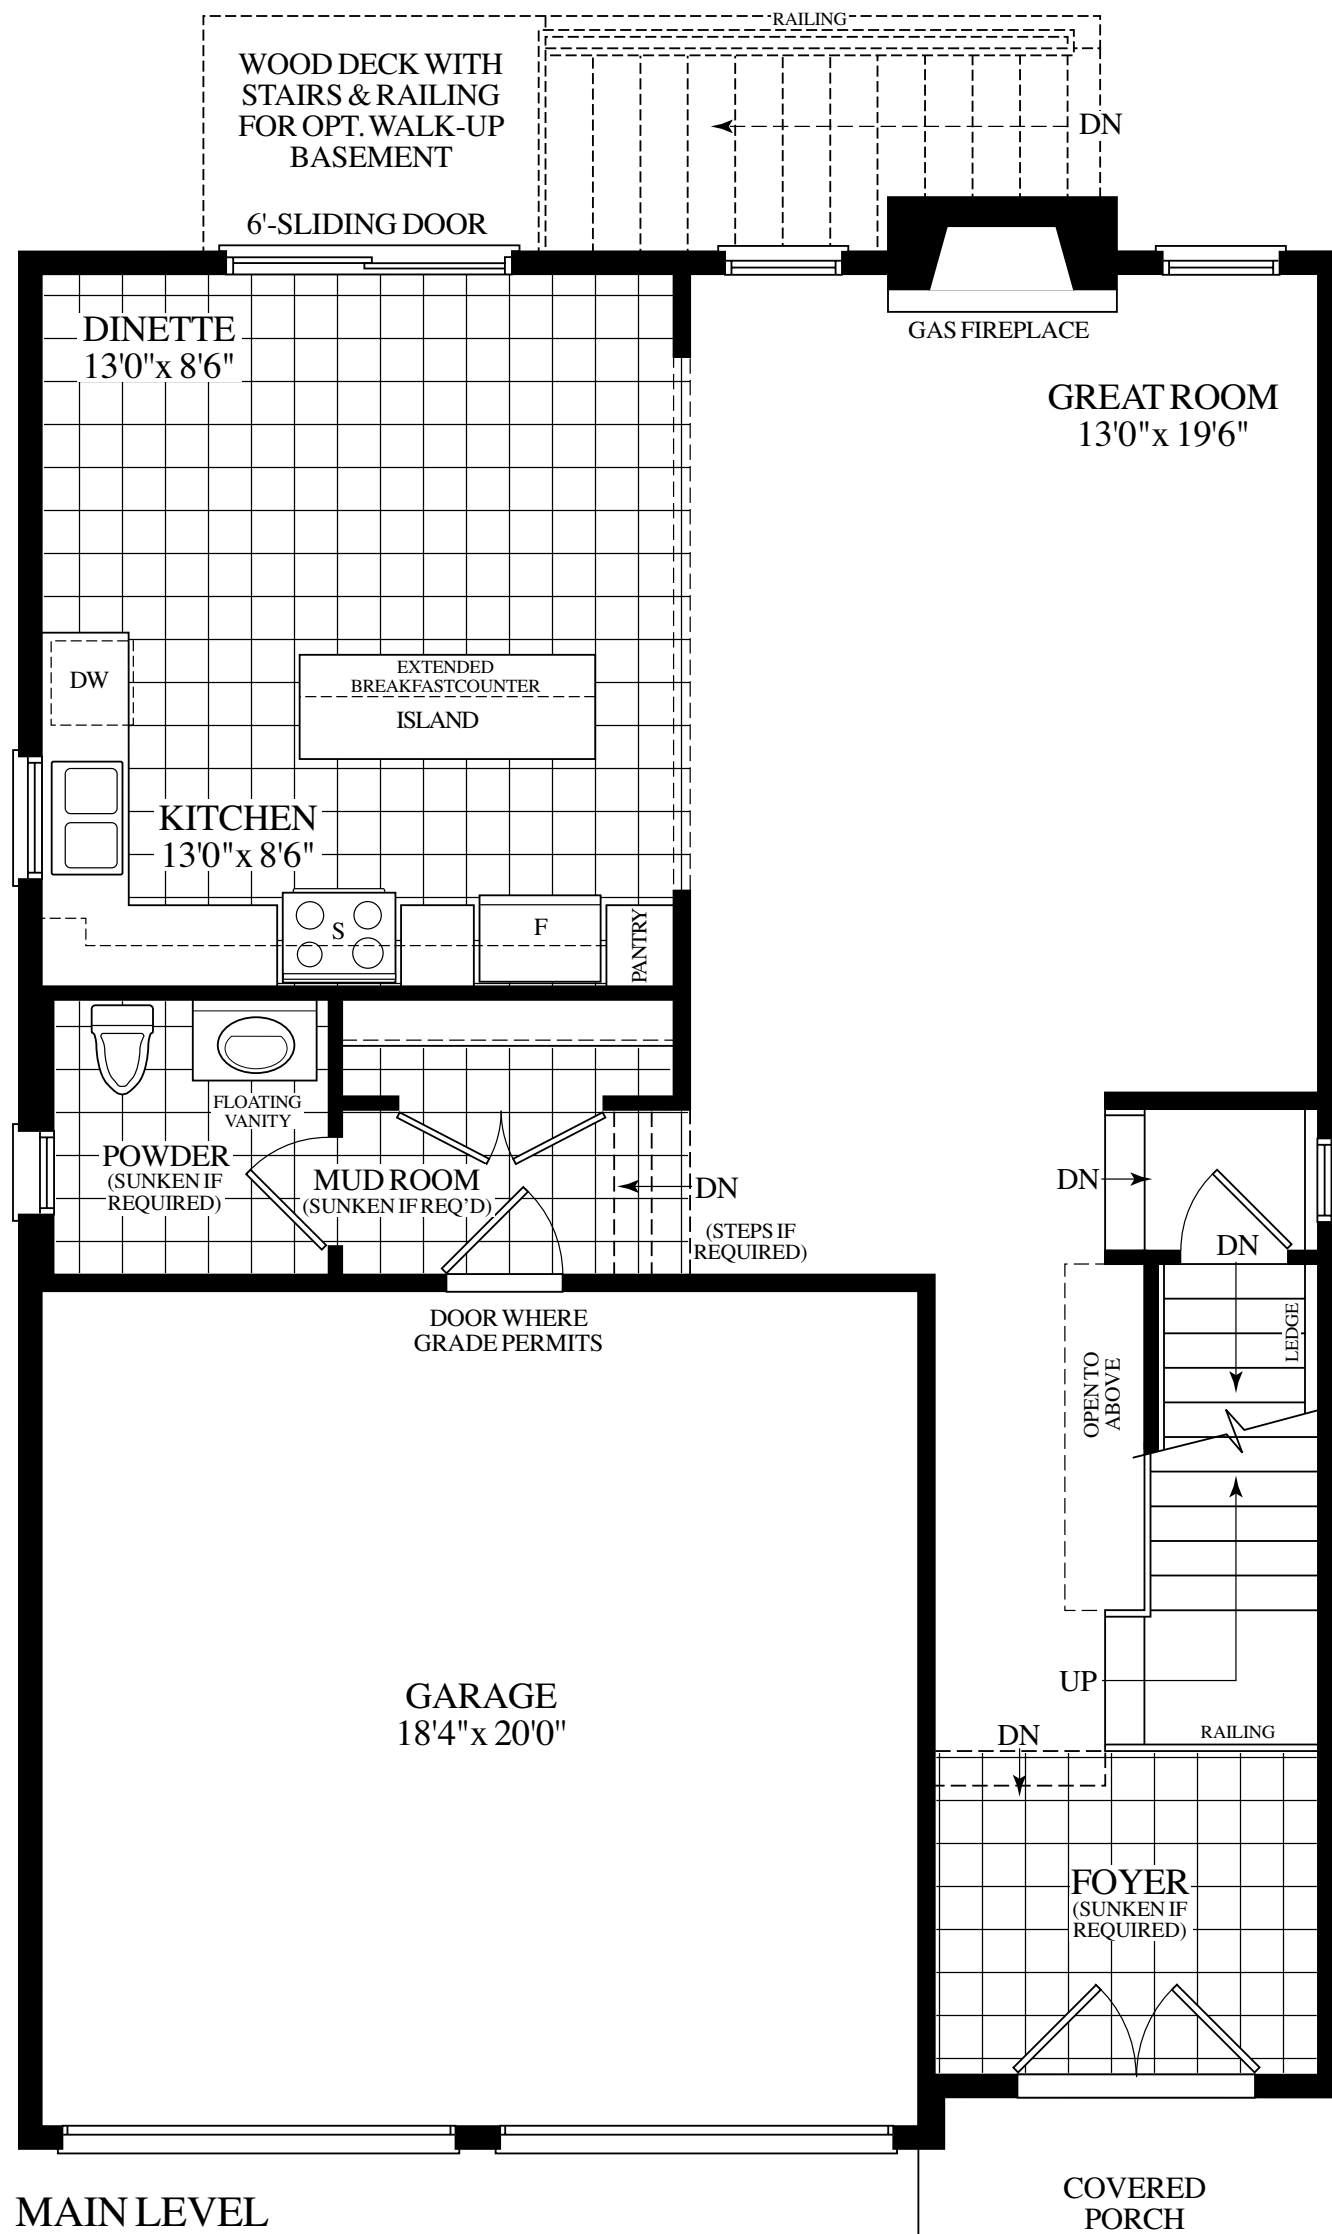 RAILING
WOOD DECK WITH
STAIRS & RAILING
FOR OPT. WALK-UP
BASEMENT
DN
6'-SLIDING DOOR
DINETTE
13'0"x 8'6"
GAS FIREPLACE
GREAT ROOM
13'0"x 19'6"
DW
EXTENDED
BREAKFASTCOUNTER
ISLAND
KITCHEN
13'0"x 8'6"
S
F
PANTRY
FLOATING
VANITY
POWDER
(SUNKEN IF
REQUIRED)
MUD ROOM
(SUNKEN IF REQ'D)
DN
(STEPS IF
REQUIRED)
DN
DN
LEDGE
DOOR WHERE
GRADE PERMITS
OPEN TO
ABOVE
GARAGE
18'4"x 20'0"
UP
DN
RAILING
FOYER
(SUNKEN IF
REQUIRED)
MAIN LEVEL
COVERED
PORCH